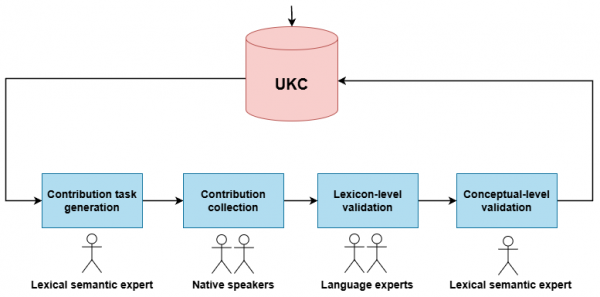 UKC
Contribution task
generation
Contribution
collection
Lexicon-level
validation
Conceptual-level
validation
Lexical semantic expert
Native speakers
Language experts
Lexical semantic expert